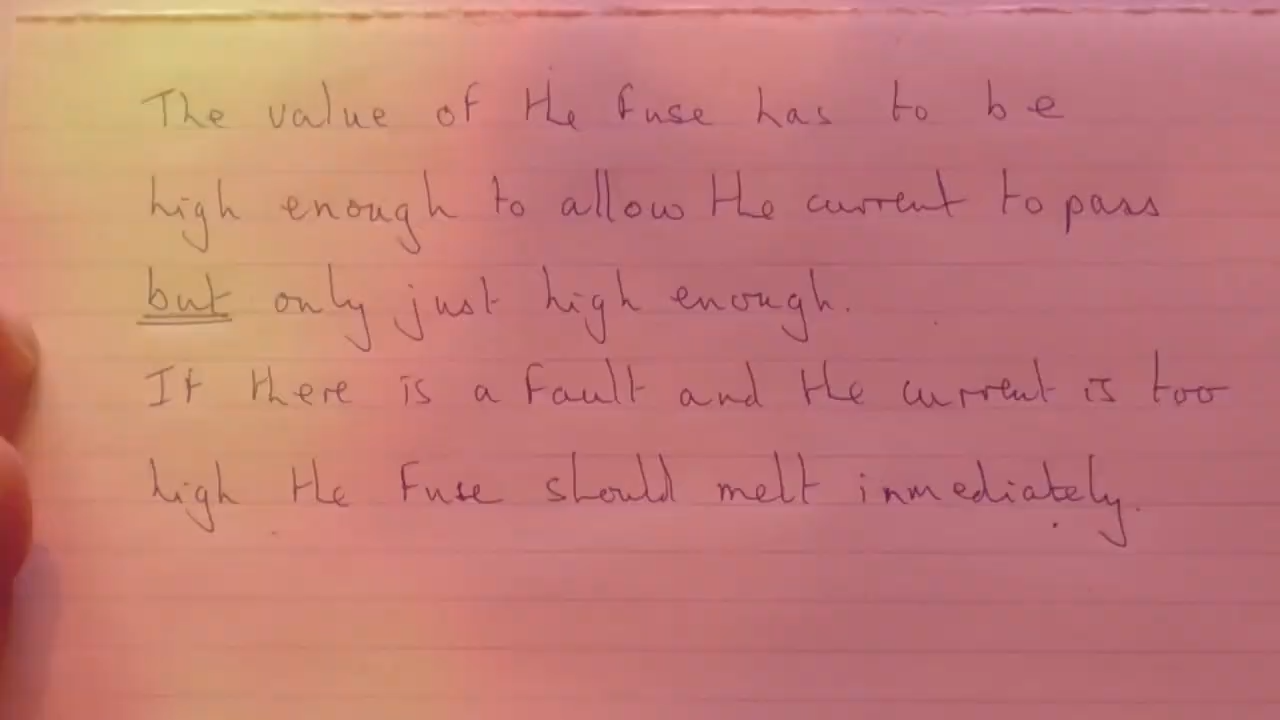 The value of the fuse has to be
high enough to allow the current to pass
but only just high enough.
If there is a fault and the current is too
high the fuse should melt immediately.